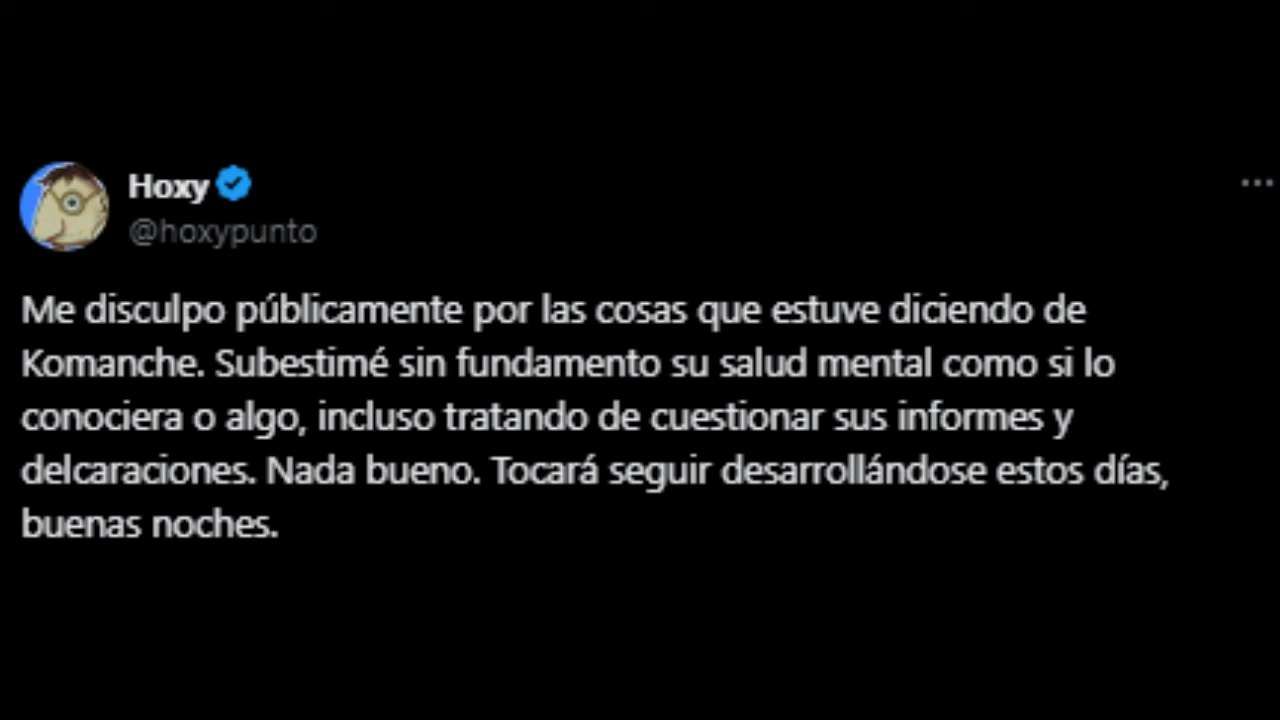 Hoxy
@hoxypunto
Me disculpo públicamente por las cosas que estuve diciendo de
Komanche. Subestimé sin fundamento su salud mental como si lo
conociera o algo, incluso tratando de cuestionar sus informes y
delcaraciones. Nada bueno. Tocará seguir desarrollándose estos días,
buenas noches.